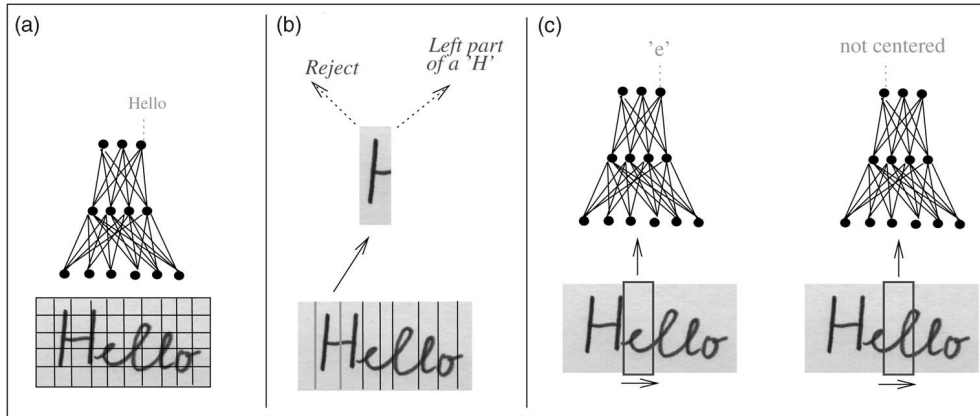 (a)
Hello
Hello
(b)
Reject
Left part
of a 'H'
H
Hello
(c)
'e'
Hello
not centered
Hello